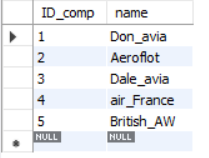 ID_comp name
1 Don_avia
2 Aeroflot
3 Dale_avia
4 air_France
5 British_AW
NULL NULL